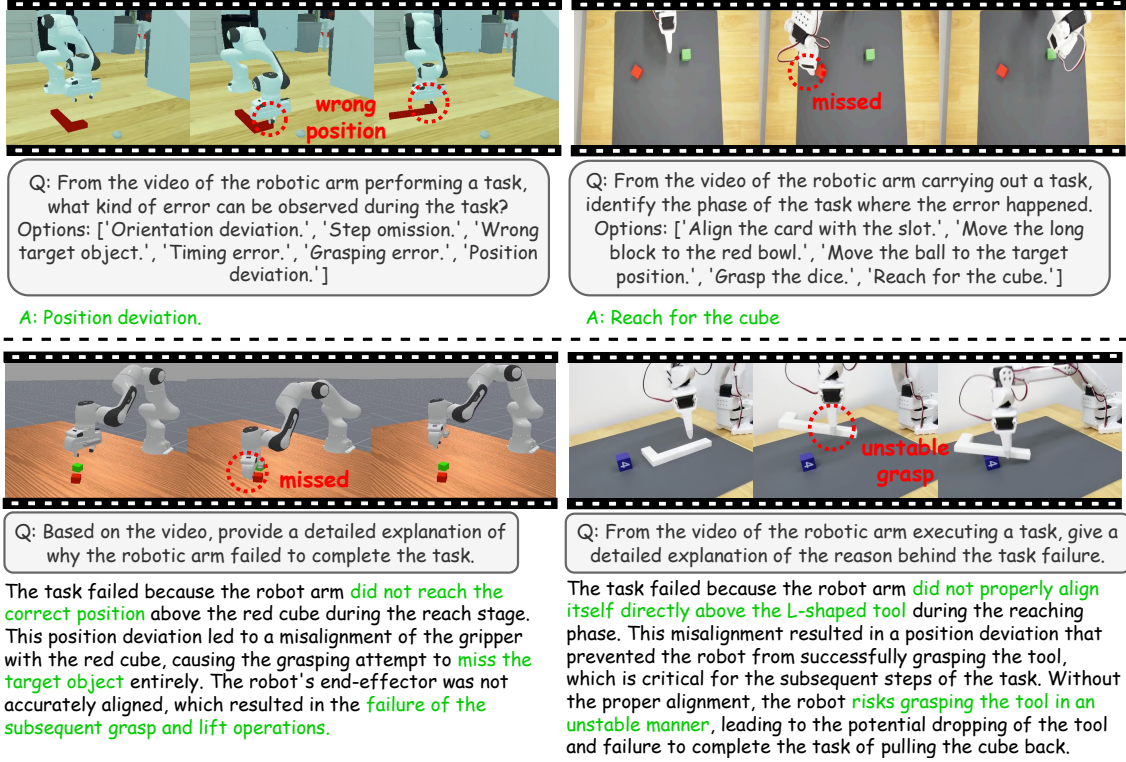 wrong
position
Q: From the video of the robotic arm performing a task,
what kind of error can be observed during the task?
Options: ['Orientation deviation.', 'Step omission.', 'Wrong
target object.', 'Timing error.', 'Grasping error.', 'Position
deviation.']
A: Position deviation.
missed
Q: From the video of the robotic arm carrying out a task,
identify the phase of the task where the error happened.
Options: ['Align the card with the slot.', 'Move the long
block to the red bowl.', 'Move the ball to the target
position.', 'Grasp the dice.', 'Reach for the cube.']
A: Reach for the cube
missed
Q: Based on the video, provide a detailed explanation of
why the robotic arm failed to complete the task.
The task failed because the robot arm did not reach the
correct position above the red cube during the reach stage.
This position deviation led to a misalignment of the gripper
with the red cube, causing the grasping attempt to miss the
target object entirely. The robot's end-effector was not
accurately aligned, which resulted in the failure of the
subsequent grasp and lift operations.
4
4
4
unstable
grasp
Q: From the video of the robotic arm executing a task, give a
detailed explanation of the reason behind the task failure.
The task failed because the robot arm did not properly align
itself directly above the L-shaped tool during the reaching
phase. This misalignment resulted in a position deviation that
prevented the robot from successfully grasping the tool,
which is critical for the subsequent steps of the task. Without
the proper alignment, the robot risks grasping the tool in an
unstable manner, leading to the potential dropping of the tool
and failure to complete the task of pulling the cube back.